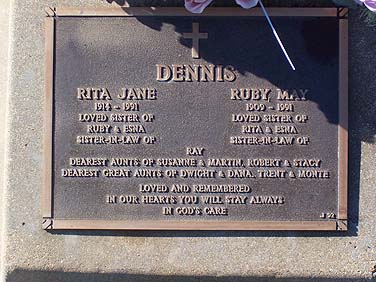 DENNIS
RITA JANE RUBY MAY
1914 – 1991 1909 – 1991
LOVED SISTER OF LOVED SISTER OF
RUBY & ESNA RITA & ESNA
SISTER-IN-LAW OF SISTER-IN-LAW OF
RAY
DEAREST AUNTS OF SUSANNE & MARTIN, ROBERT & STACY
DEAREST GREAT AUNTS OF DWIGHT & DANA, TRENT & MONTE
LOVED AND REMEMBERED
IN OUR HEARTS YOU WILL STAY ALWAYS
IN GOD'S CARE